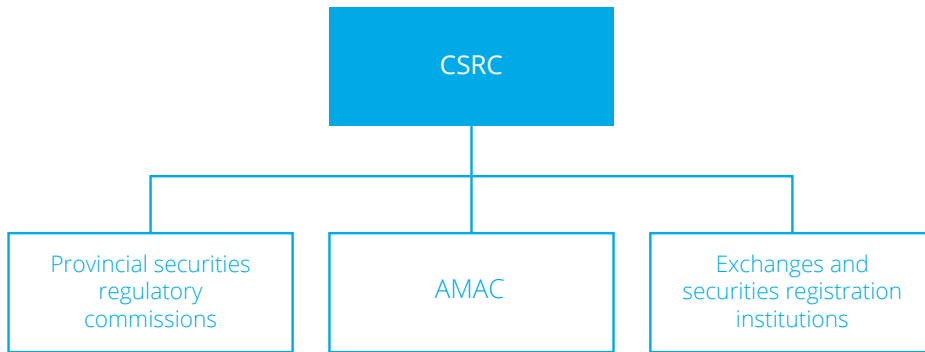 CSRC
Provincial securities
regulatory
commissions
AMAC
Exchanges and
securities registration
institutions